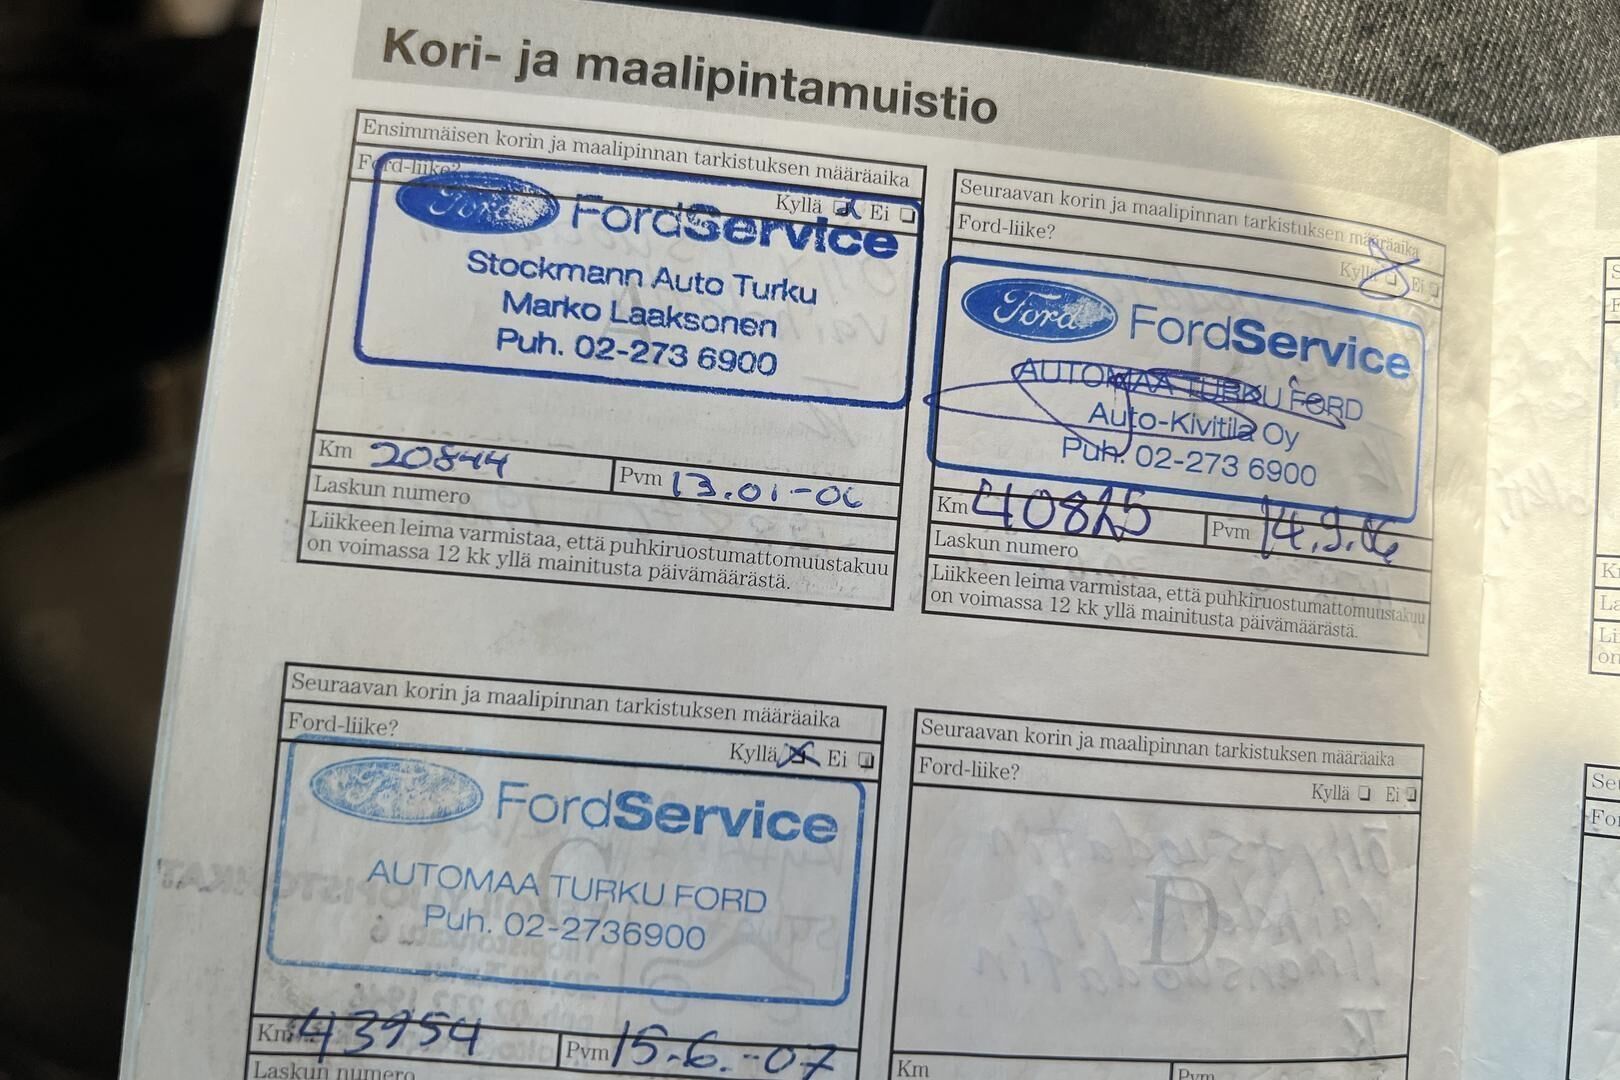 Kori- ja maalipintamuistio
Ensimmäisen korin ja maalipinnan tarkistuksen määräaika
Ford-liike?
Kyllä Ei
Ford
FordService
Stockmann Auto Turku
Marko Laaksonen
Puh. 02-273 6900
Km 20844
Pvm 13.01-06
Laskun numero
Liikkeen leima varmistaa, että puhkiruostumattomuustakuu
on voimassa 12 kk yllä mainitusta päivämäärästä.
Seuraavan korin ja maalipinnan tarkistuksen määräaika
Ford-liike?
Kyllä Ei
Ford
FordService
AUTOMAA TURKU FORD
Auto-Kivitila Oy
Puh. 02-273 6900
Km 40825
Pvm 14.9.06
Laskun numero
Liikkeen leima varmistaa, että puhkiruostumattomuustakuu
on voimassa 12 kk yllä mainitusta päivämäärästä.
Seuraavan korin ja maalipinnan tarkistuksen määräaika
Ford-liike?
Kyllä Ei
Ford
FordService
AUTOMAA TURKU FORD
Puh. 02-2736900
Km 43954
Pvm 15.6.-07
Laskun numero
Seuraavan korin ja maalipinnan tarkistuksen määräaika
Ford-liike?
Kyllä Ei
D
Km
Pvm